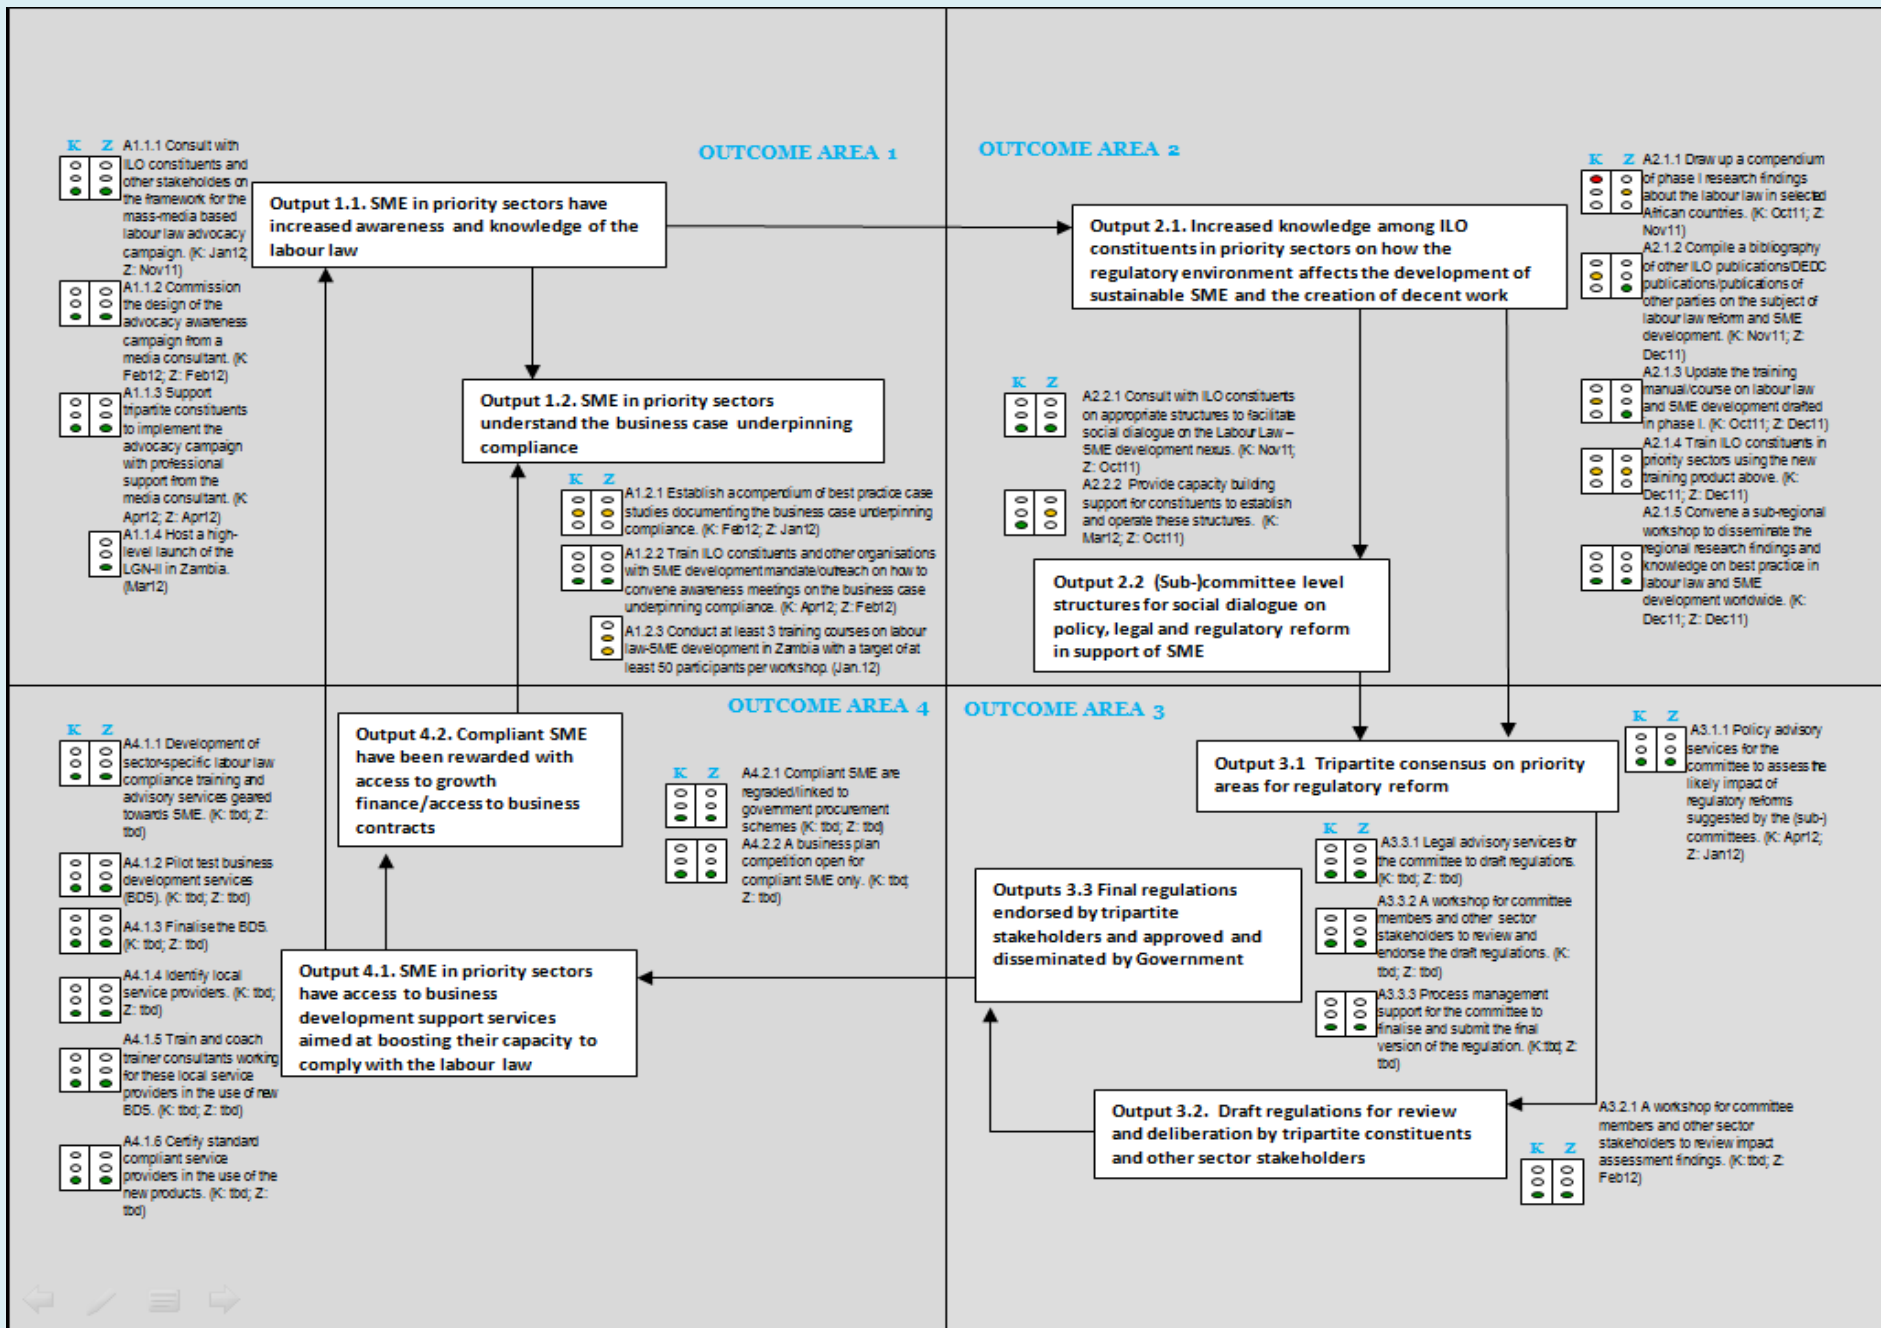 OUTCOME AREA 1
K Z
A1.1.1 Consult with
ILO constituents and
other stakeholders on
the framework for the
mass-media based
labour law advocacy
campaign. (K: Jan12;
Z: Nov11)
A1.1.2 Commission
the design of the
advocacy awareness
campaign from a
media consultant. (K:
Feb12; Z: Feb12)
A1.1.3 Support
tripartite constituents
to implement the
advocacy campaign
with professional
support from the
media consultant. (K:
Apr12; Z: Apr12)
A1.1.4 Host a high-
level launch of the
LGN-II in Zambia.
(Mar12)
Output 1.1. SME in priority sectors have
increased awareness and knowledge of the
labour law
Output 1.2. SME in priority sectors
understand the business case underpinning
compliance
K Z
A1.2.1 Establish a compendium of best practice case
studies documenting the business case underpinning
compliance. (K: Feb12; Z: Jan12)
A1.2.2 Train ILO constituents and other organisations
with SME development mandate/outreach on how to
convene awareness meetings on the business case
underpinning compliance. (K: Apr12; Z: Feb12)
A1.2.3 Conduct at least 3 training courses on labour
law-SME development in Zambia with a target of at
least 50 participants per workshop. (Jan.12)
OUTCOME AREA 2
Output 2.1. Increased knowledge among ILO
constituents in priority sectors on how the
regulatory environment affects the development of
sustainable SME and the creation of decent work
K Z
A2.1.1 Draw up a compendium
of phase I research findings
about the labour law in selected
African countries. (K: Oct11; Z:
Nov11)
A2.1.2 Compile a bibliography
of other ILO publications/DEDC
publications/publications of
other parties on the subject of
labour law reform and SME
development. (K: Nov11; Z:
Dec11)
A2.1.3 Update the training
manual/course on labour law
and SME development drafted
in phase I. (K: Oct11; Z: Dec11)
A2.1.4 Train ILO constituents in
priority sectors using the new
training product above. (K:
Dec11; Z: Dec11)
A2.1.5 Convene a sub-regional
workshop to disseminate the
regional research findings and
knowledge on best practice in
labour law and SME
development worldwide. (K:
Dec11; Z: Dec11)
K Z
A2.2.1 Consult with ILO constituents
on appropriate structures to facilitate
social dialogue on the Labour Law –
SME development nexus. (K: Nov11;
Z: Oct11)
A2.2.2 Provide capacity building
support for constituents to establish
and operate these structures. (K:
Mar12; Z: Oct11)
Output 2.2 (Sub-)committee level
structures for social dialogue on
policy, legal and regulatory reform
in support of SME
OUTCOME AREA 4
K Z
A4.1.1 Development of
sector-specific labour law
compliance training and
advisory services geared
towards SME. (K: tbd; Z:
tbd)
A4.1.2 Pilot test business
development services
(BDS). (K: tbd; Z: tbd)
A4.1.3 Finalise the BDS.
(K: tbd; Z: tbd)
A4.1.4 Identify local
service providers. (K: tbd;
Z: tbd)
A4.1.5 Train and coach
trainer consultants working
for these local service
providers in the use of new
BDS. (K: tbd; Z: tbd)
A4.1.6 Certify standard
compliant service
providers in the use of the
new products. (K: tbd; Z:
tbd)
Output 4.2. Compliant SME
have been rewarded with
access to growth
finance/access to business
contracts
K Z
A4.2.1 Compliant SME are
regraded/linked to
government procurement
schemes (K: tbd; Z: tbd)
A4.2.2 A business plan
competition open for
compliant SME only. (K: tbd;
Z: tbd)
Output 4.1. SME in priority sectors
have access to business
development support services
aimed at boosting their capacity to
comply with the labour law
OUTCOME AREA 3
Output 3.1 Tripartite consensus on priority
areas for regulatory reform
K Z
A3.1.1 Policy advisory
services for the
committee to assess the
likely impact of
regulatory reforms
suggested by the (sub-)
committees. (K: Apr12;
Z: Jan12)
K Z
A3.3.1 Legal advisory services for
the committee to draft regulations.
(K: tbd; Z: tbd)
A3.3.2 A workshop for committee
members and other sector
stakeholders to review and
endorse the draft regulations. (K:
tbd; Z: tbd)
A3.3.3 Process management
support for the committee to
finalise and submit the final
version of the regulation. (K:tbd; Z:
tbd)
Outputs 3.3 Final regulations
endorsed by tripartite
stakeholders and approved and
disseminated by Government
Output 3.2. Draft regulations for review
and deliberation by tripartite constituents
and other sector stakeholders
K Z
A3.2.1 A workshop for committee
members and other sector
stakeholders to review impact
assessment findings. (K: tbd; Z:
Feb12)